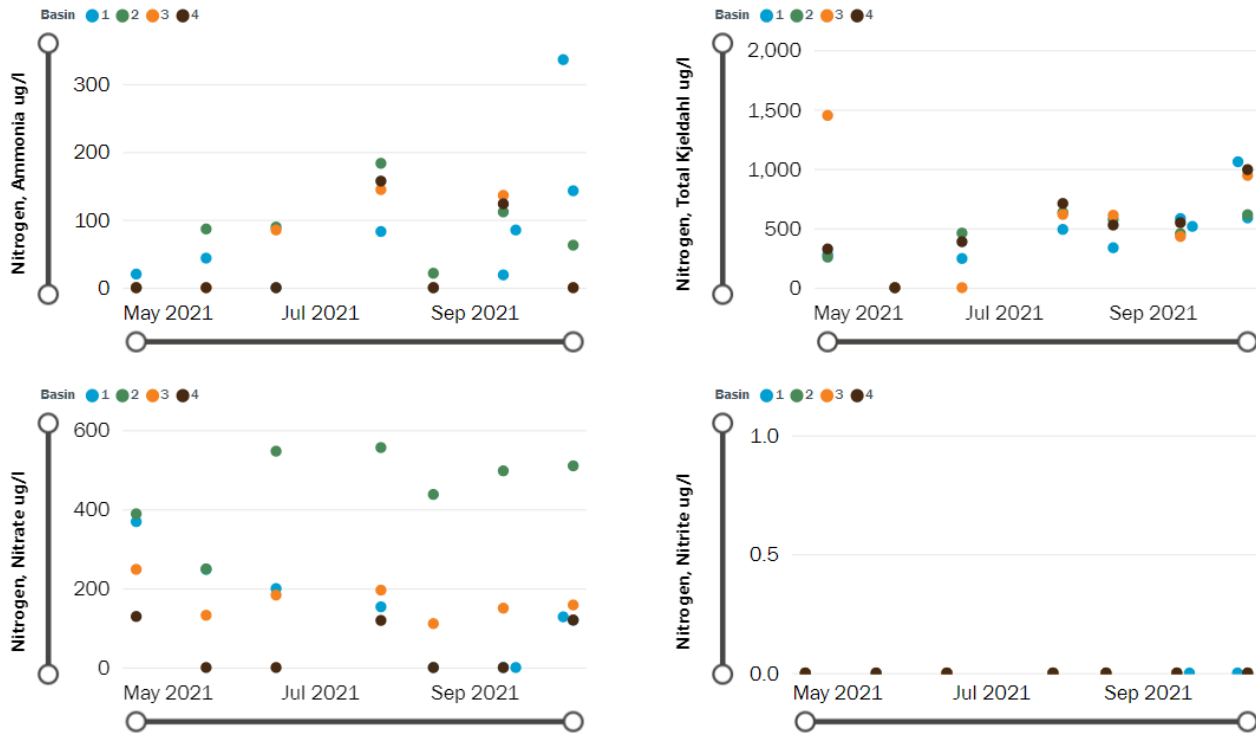 Basin 1 2 3 4
Nitrogen, Ammonia ug/l
300
200
100
0
May 2021 Jul 2021 Sep 2021
Basin 1 2 3 4
Nitrogen, Total Kjeldahl ug/l
2,000
1,500
1,000
500
0
May 2021 Jul 2021 Sep 2021
Basin 1 2 3 4
Nitrogen, Nitrate ug/l
600
400
200
0
May 2021 Jul 2021 Sep 2021
Basin 1 2 3 4
Nitrogen, Nitrite ug/l
1.0
0.5
0.0
May 2021 Jul 2021 Sep 2021